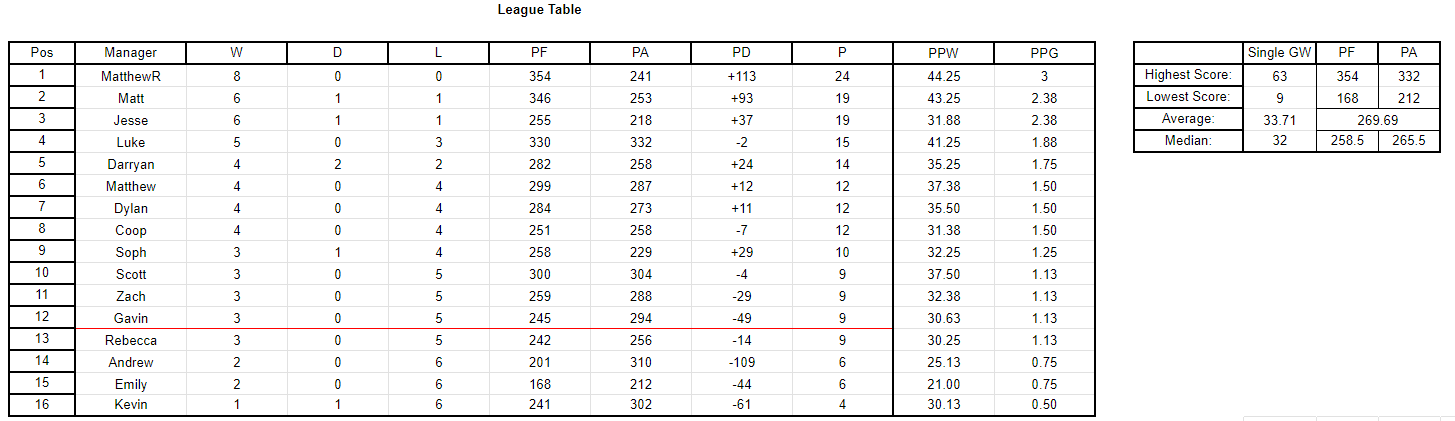 League Table
Pos Manager W D L PF PA PD P PPW PPG
1 MatthewR 8 0 0 354 241 +113 24 44.25 3
2 Matt 6 1 1 346 253 +93 19 43.25 2.38
3 Jesse 6 1 1 255 218 +37 19 31.88 2.38
4 Luke 5 0 3 330 332 -2 15 41.25 1.88
5 Darryan 4 2 2 282 258 +24 14 35.25 1.75
6 Matthew 4 0 4 299 287 +12 12 37.38 1.50
7 Dylan 4 0 4 284 273 +11 12 35.50 1.50
8 Coop 4 0 4 251 258 -7 12 31.38 1.50
9 Soph 3 1 4 258 229 +29 10 32.25 1.25
10 Scott 3 0 5 300 304 -4 9 37.50 1.13
11 Zach 3 0 5 259 288 -29 9 32.38 1.13
12 Gavin 3 0 5 245 294 -49 9 30.63 1.13
13 Rebecca 3 0 5 242 256 -14 9 30.25 1.13
14 Andrew 2 0 6 201 310 -109 6 25.13 0.75
15 Emily 2 0 6 168 212 -44 6 21.00 0.75
16 Kevin 1 1 6 241 302 -61 4 30.13 0.50
Single GW PF PA
Highest Score: 63 354 332
Lowest Score: 9 168 212
Average: 33.71 269.69
Median: 32 258.5 265.5